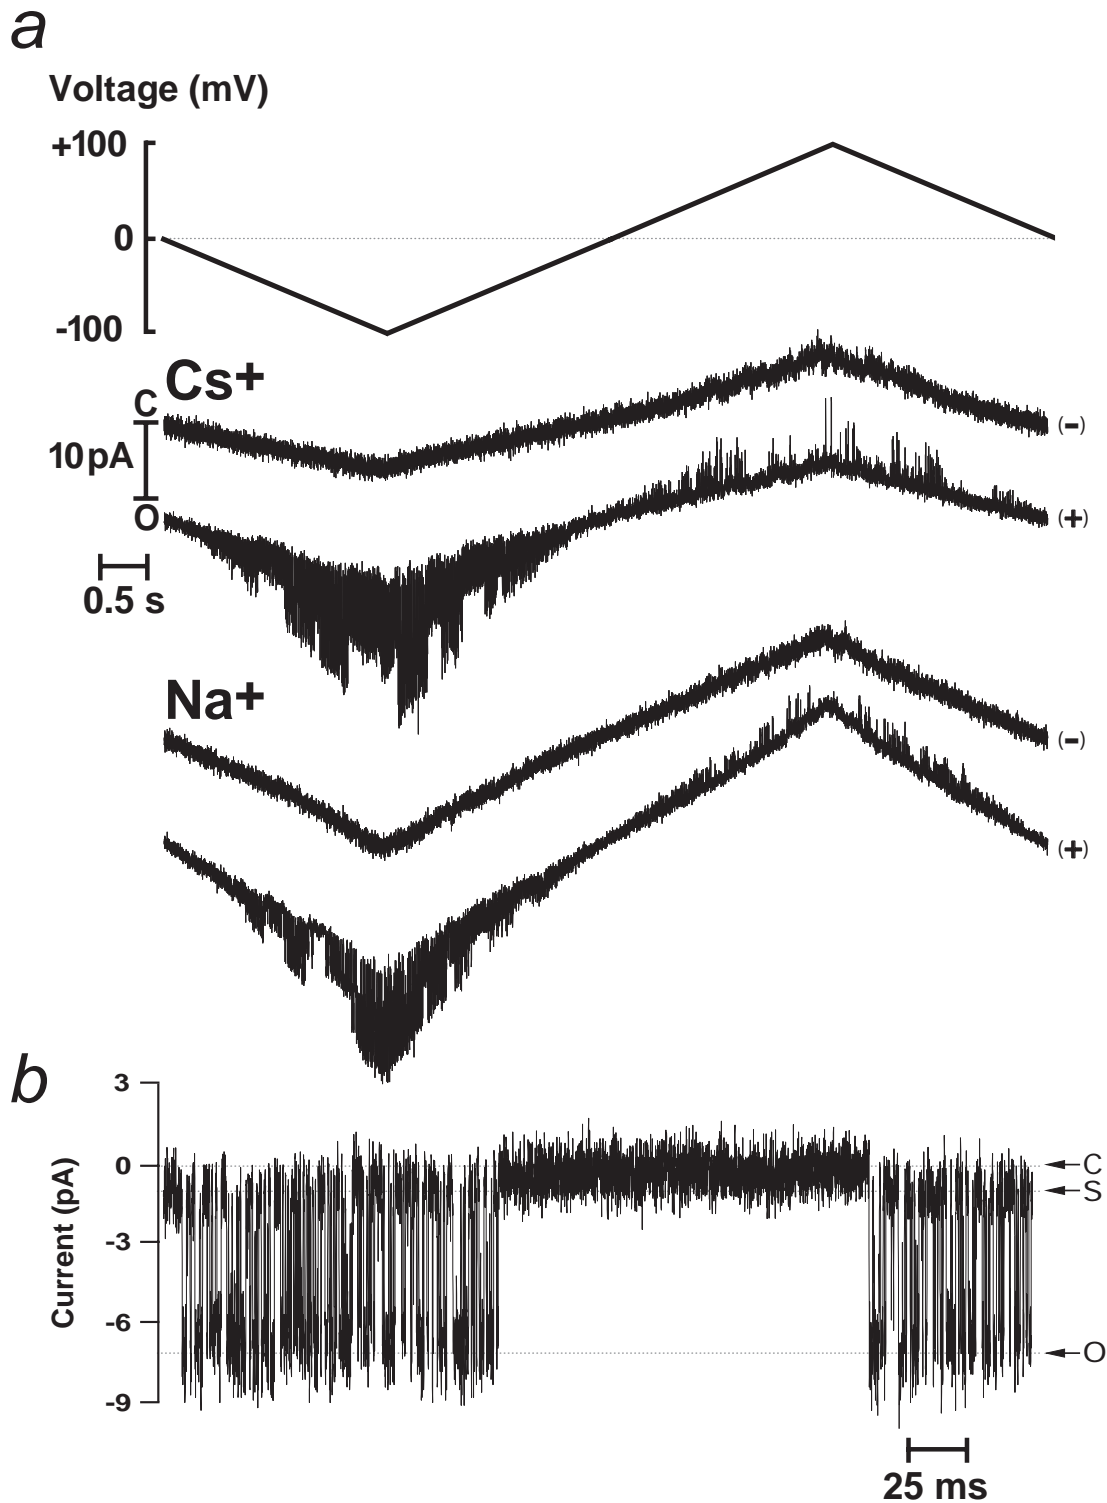 a
Voltage (mV)
+100
0
-100
Cs+
C
10 pA
O
0.5 s
(-)
(+)
Na+
(-)
(+)
b
Current (pA)
3
0
-3
-6
-9
C
S
O
25 ms